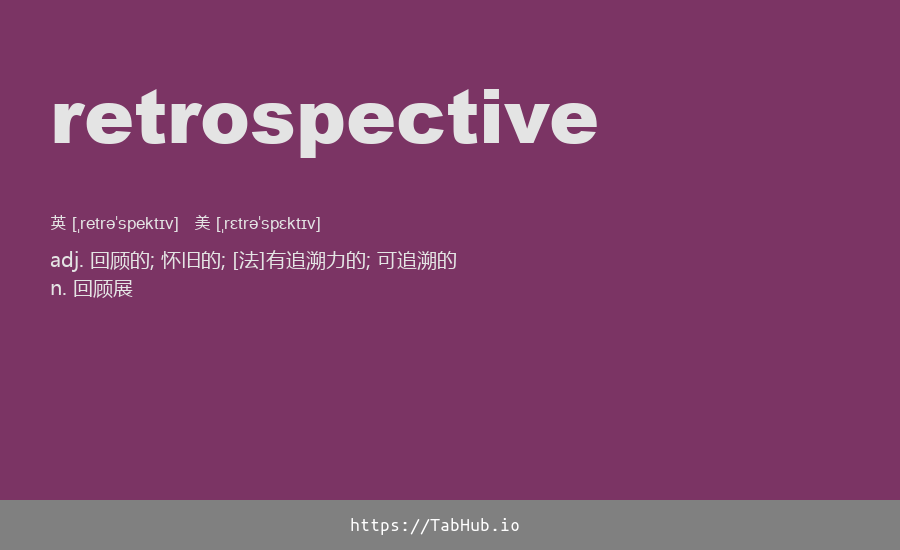 retrospective
英 [ˌretrəˈspektɪv] 美 [ˌrɛtrəˈspɛktɪv]
adj. 回顾的; 怀旧的; [法]有追溯力的; 可追溯的
n. 回顾展
https://TabHub.io